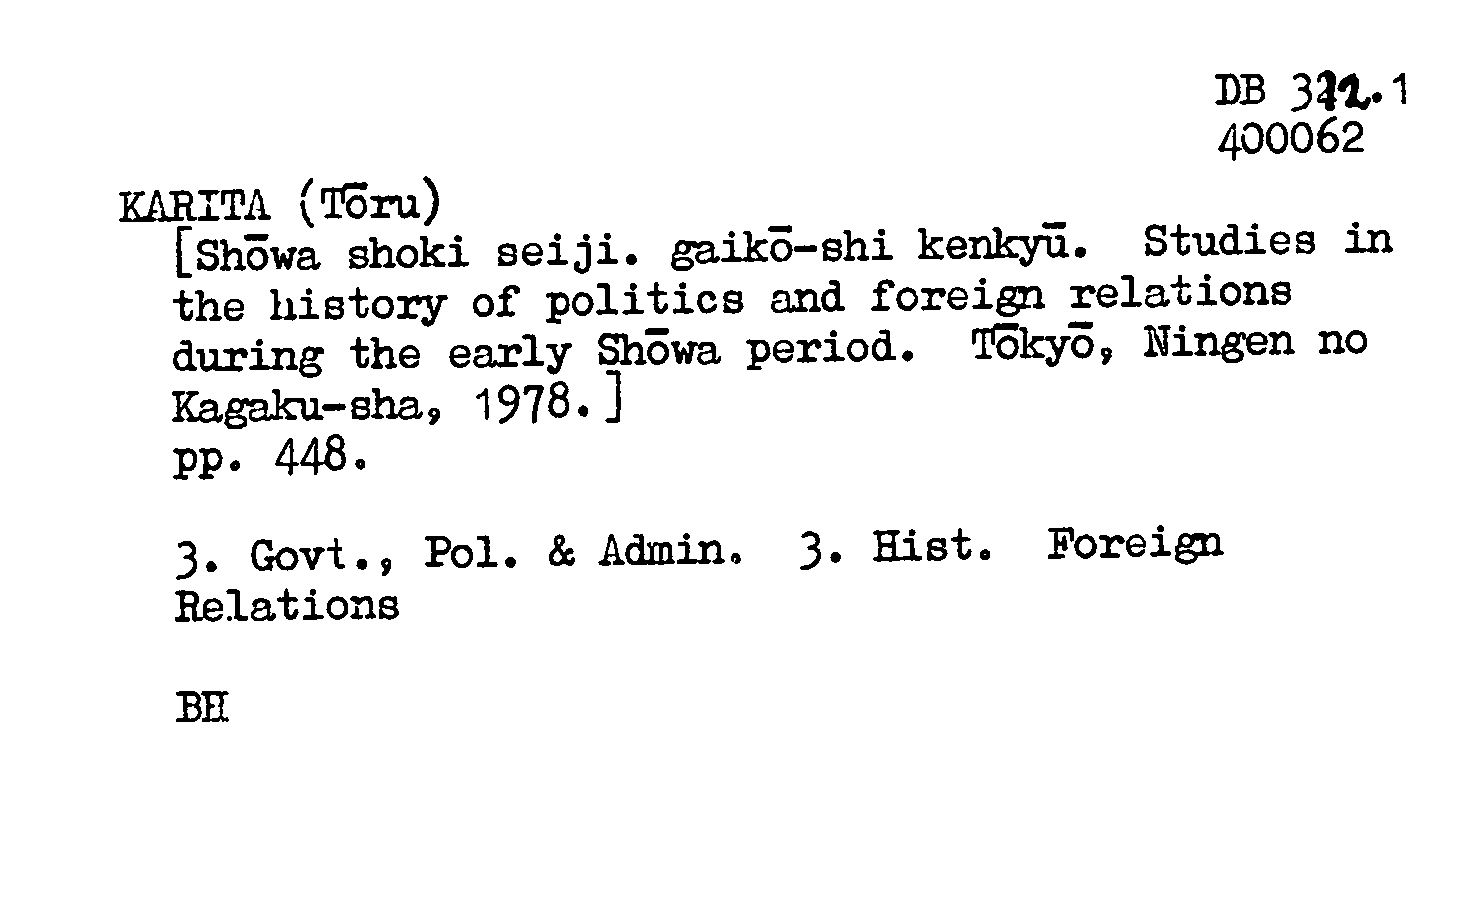 DB 312.1
400062
KARITA (Tōru)
[Shōwa shoki seiji. gaikō-shi kenkyū. Studies in
the history of politics and foreign relations
during the early Shōwa period. Tōkyō, Ningen no
Kagaku-sha, 1978.]
pp. 448.
3. Govt., Pol. & Admin. 3. Hist. Foreign
Relations
BH